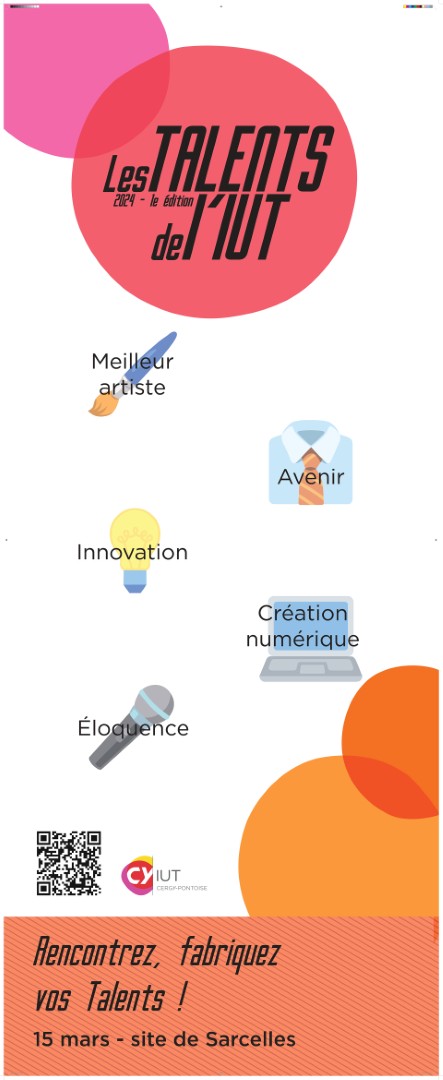 Les TALENTS
2024 - 1e édition
de l'IUT
Meilleur
artiste
Avenir
Innovation
Création
numérique
Éloquence
CY IUT
CERGY-PONTOISE
Rencontrez, fabriquez
vos Talents !
15 mars - site de Sarcelles